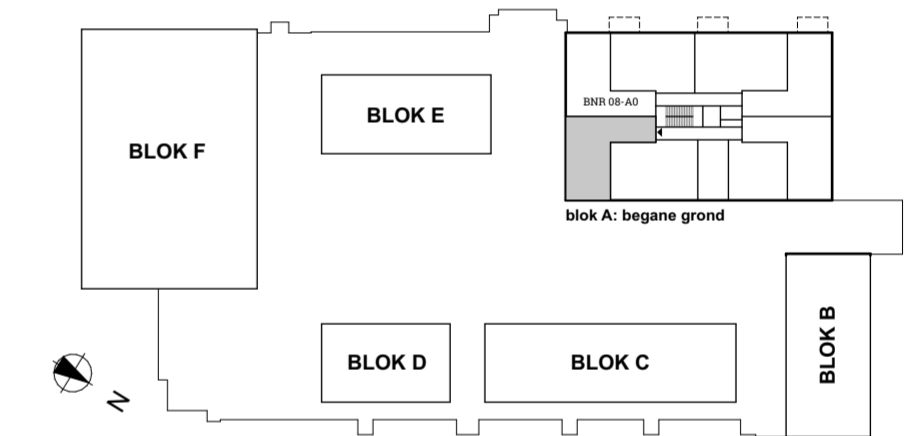 BNR 08-A0
BLOK E
BLOK F
blok A: begane grond
BLOK B
BLOK D
BLOK C
N